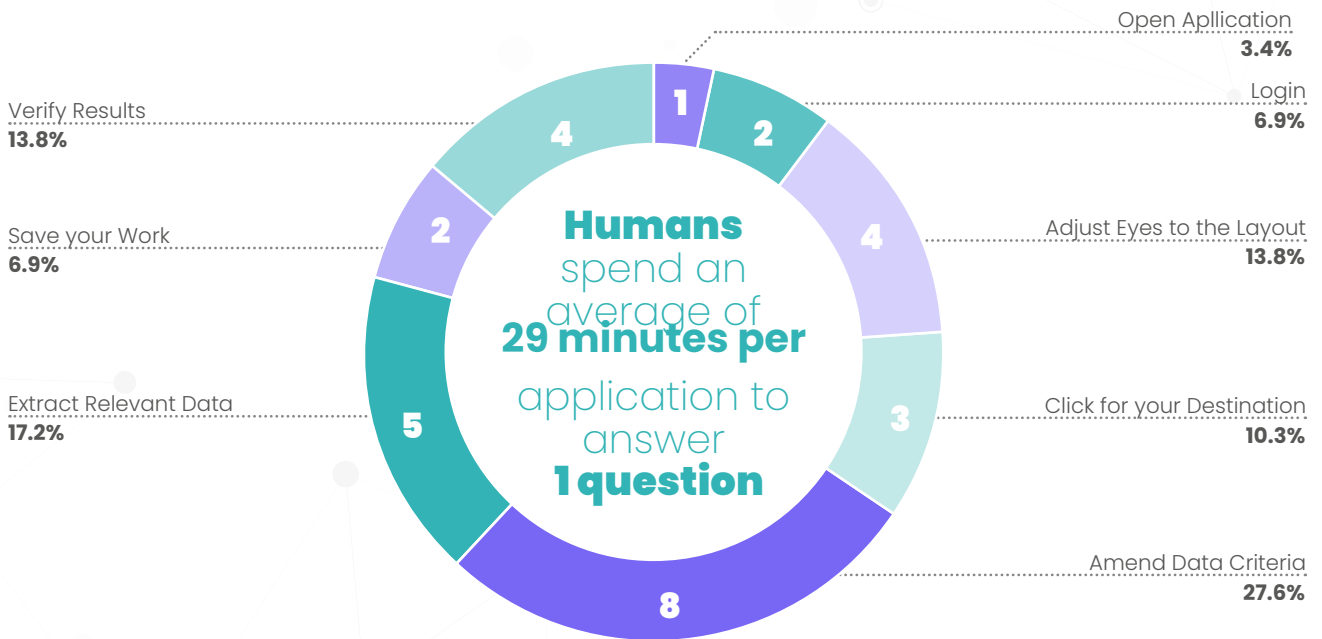 Open Apllication
3.4%
Login
6.9%
Adjust Eyes to the Layout
13.8%
Click for your Destination
10.3%
Amend Data Criteria
27.6%
Extract Relevant Data
17.2%
Save your Work
6.9%
Verify Results
13.8%
1
2
4
3
8
5
2
4
Humans
spend an
average of
29 minutes per
application to
answer
1 question